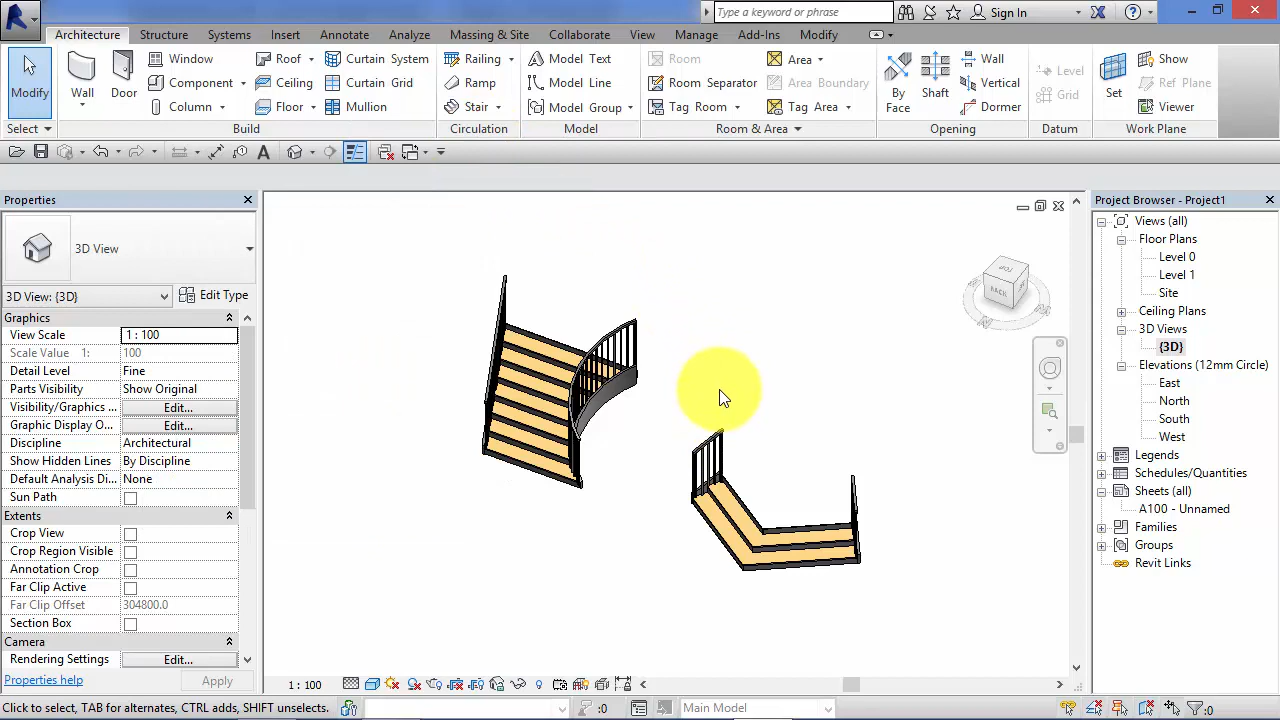 Type a keyword or phrase
Sign In
Architecture Structure Systems Insert Annotate Analyze Massing & Site Collaborate View Manage Add-Ins Modify
Modify
Wall
Door
Window
Component
Column
Roof
Ceiling
Floor
Curtain System
Curtain Grid
Mullion
Railing
Ramp
Stair
Model Text
Model Line
Model Group
Room
Room Separator
Tag Room
Area
Area Boundary
Tag Area
By Face
Shaft
Wall
Vertical
Dormer
Level
Grid
Set
Show
Ref Plane
Viewer
Select Build Circulation Model Room & Area Opening Datum Work Plane
Properties
3D View
3D View: {3D} Edit Type
Graphics
View Scale 1 : 100
Scale Value 1: 100
Detail Level Fine
Parts Visibility Show Original
Visibility/Graphics ... Edit...
Graphic Display O... Edit...
Discipline Architectural
Show Hidden Lines By Discipline
Default Analysis Di... None
Sun Path
Extents
Crop View
Crop Region Visible
Annotation Crop
Far Clip Active
Far Clip Offset 304800.0
Section Box
Camera
Rendering Settings Edit...
Properties help Apply
TOP
BACK
1 : 100
Project Browser - Project1
Views (all)
Floor Plans
Level 0
Level 1
Site
Ceiling Plans
3D Views
{3D}
Elevations (12mm Circle)
East
North
South
West
Legends
Schedules/Quantities
Sheets (all)
A100 - Unnamed
Families
Groups
Revit Links
Click to select, TAB for alternates, CTRL adds, SHIFT unselects. :0 Main Model :0